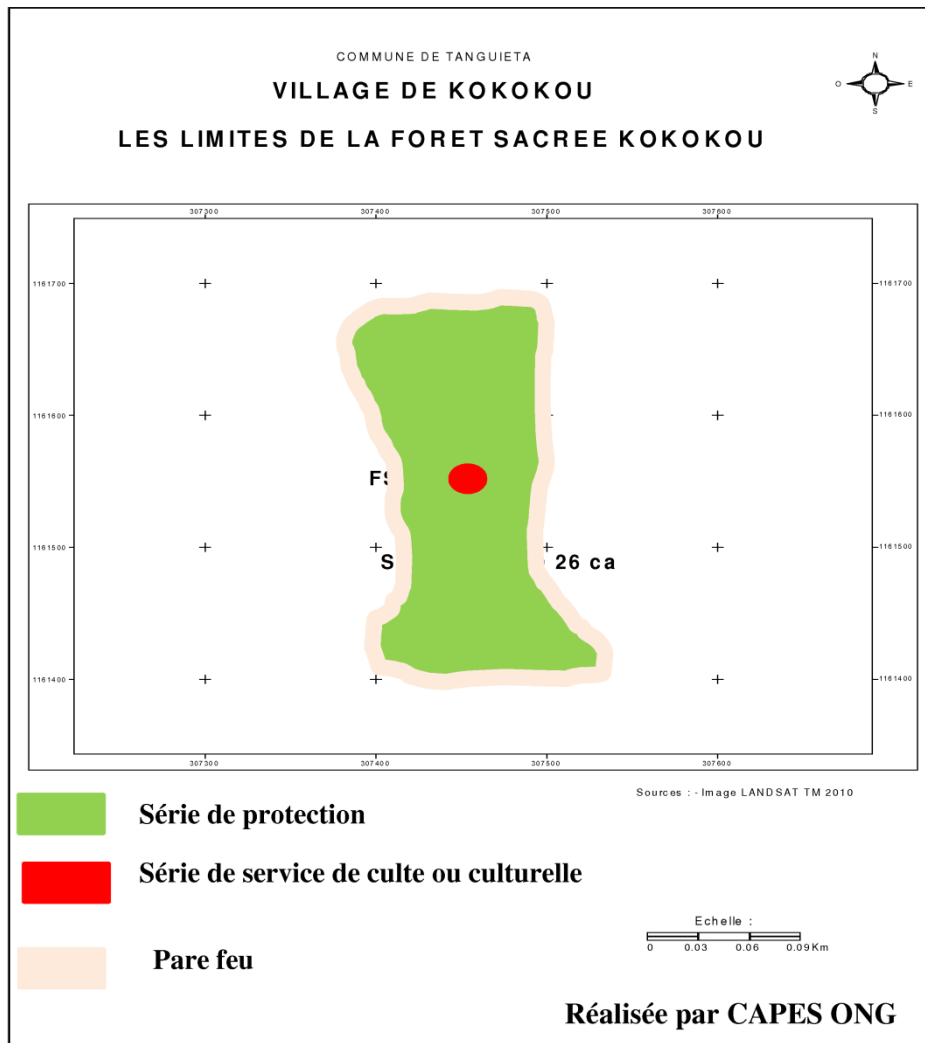 COMMUNE DE TANGUIETA
VILLAGE DE KOKOKOU
LES LIMITES DE LA FORET SACREE KOKOKOU
N
O E
S
307300 307400 307500 307600
1161700 1161700
1161600 1161600
FS
1161500 1161500
S 26 ca
1161400 1161400
307300 307400 307500 307600
Sources : - Image LANDSAT TM 2010
Série de protection
Série de service de culte ou culturelle
Echelle :
0 0.03 0.06 0.09 Km
Pare feu
Réalisée par CAPES ONG